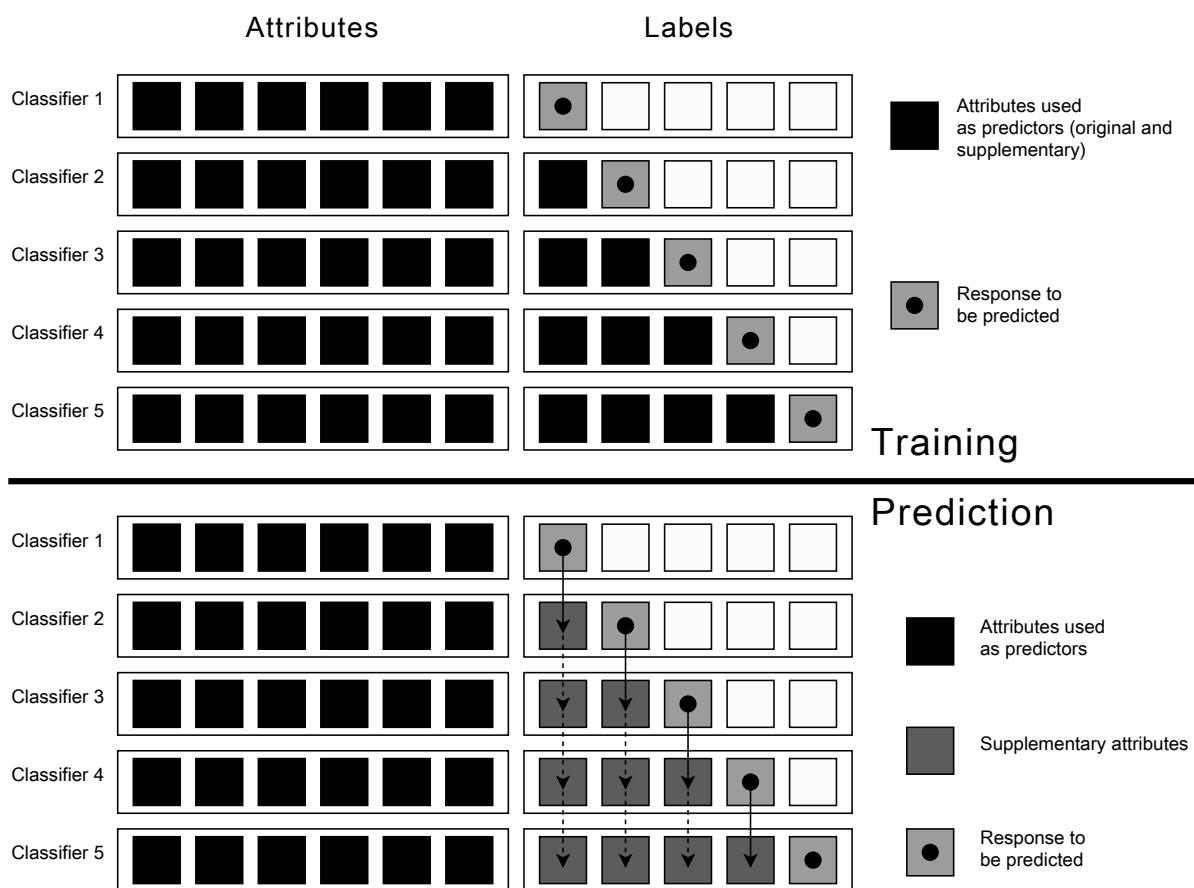 Attributes
Labels
Classifier 1
Classifier 2
Classifier 3
Classifier 4
Classifier 5
Attributes used
as predictors (original and
supplementary)
Response to
be predicted
Training
Prediction
Classifier 1
Classifier 2
Classifier 3
Classifier 4
Classifier 5
Attributes used
as predictors
Supplementary attributes
Response to
be predicted